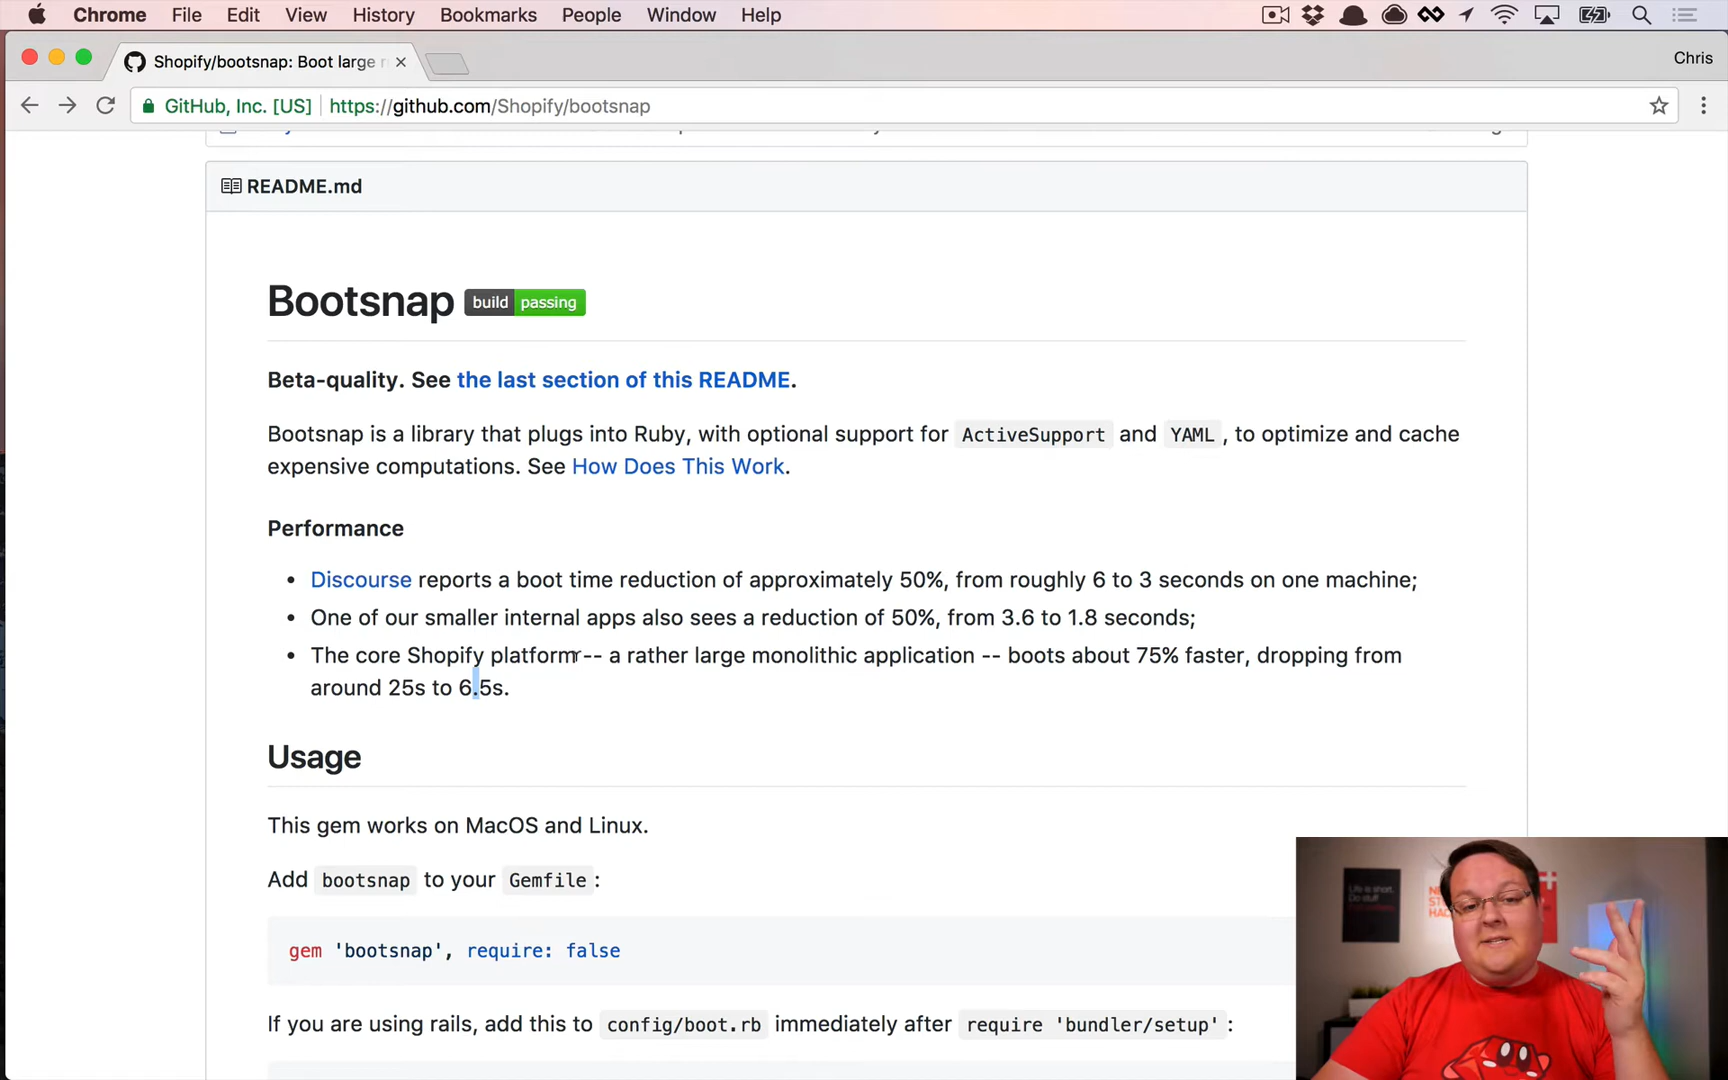 Chrome File Edit View History Bookmarks People Window Help
Shopify/bootsnap: Boot large
Chris
GitHub, Inc. [US] https://github.com/Shopify/bootsnap
README.md
Bootsnap build passing
Beta-quality. See the last section of this README.
Bootsnap is a library that plugs into Ruby, with optional support for ActiveSupport and YAML , to optimize and cache
expensive computations. See How Does This Work.
Performance
• Discourse reports a boot time reduction of approximately 50%, from roughly 6 to 3 seconds on one machine;
• One of our smaller internal apps also sees a reduction of 50%, from 3.6 to 1.8 seconds;
• The core Shopify platform -- a rather large monolithic application -- boots about 75% faster, dropping from
around 25s to 6.5s.
Usage
This gem works on MacOS and Linux.
Add bootsnap to your Gemfile :
gem 'bootsnap', require: false
If you are using rails, add this to config/boot.rb immediately after require 'bundler/setup' :
Life is short.
Do stuff